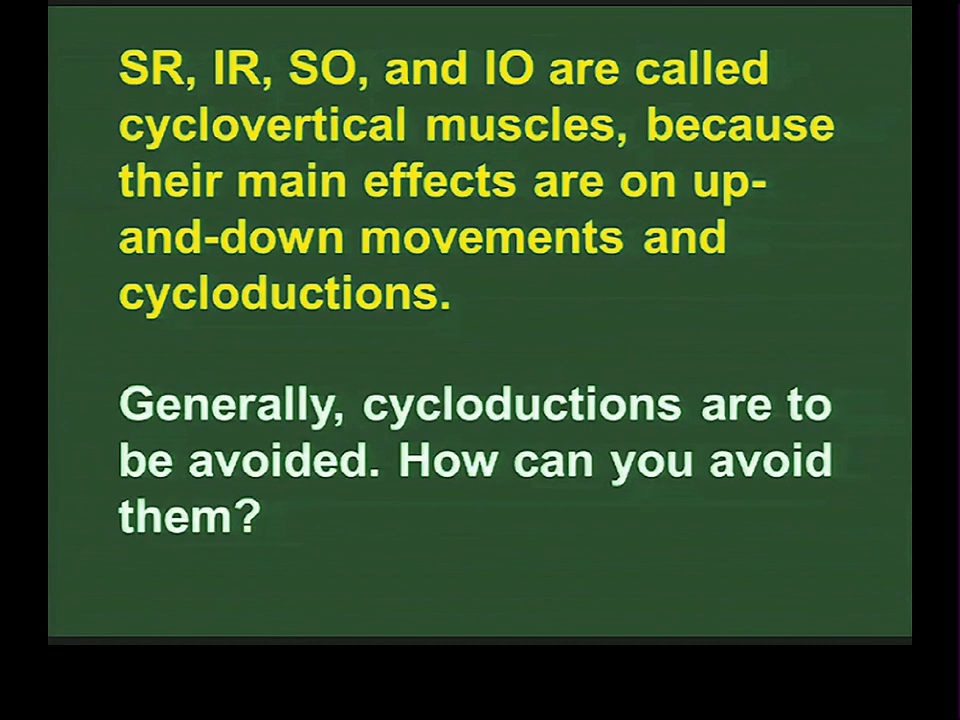 SR, IR, SO, and IO are called
cyclovertical muscles, because
their main effects are on up-
and-down movements and
cycloductions.
Generally, cycloductions are to
be avoided. How can you avoid
them?